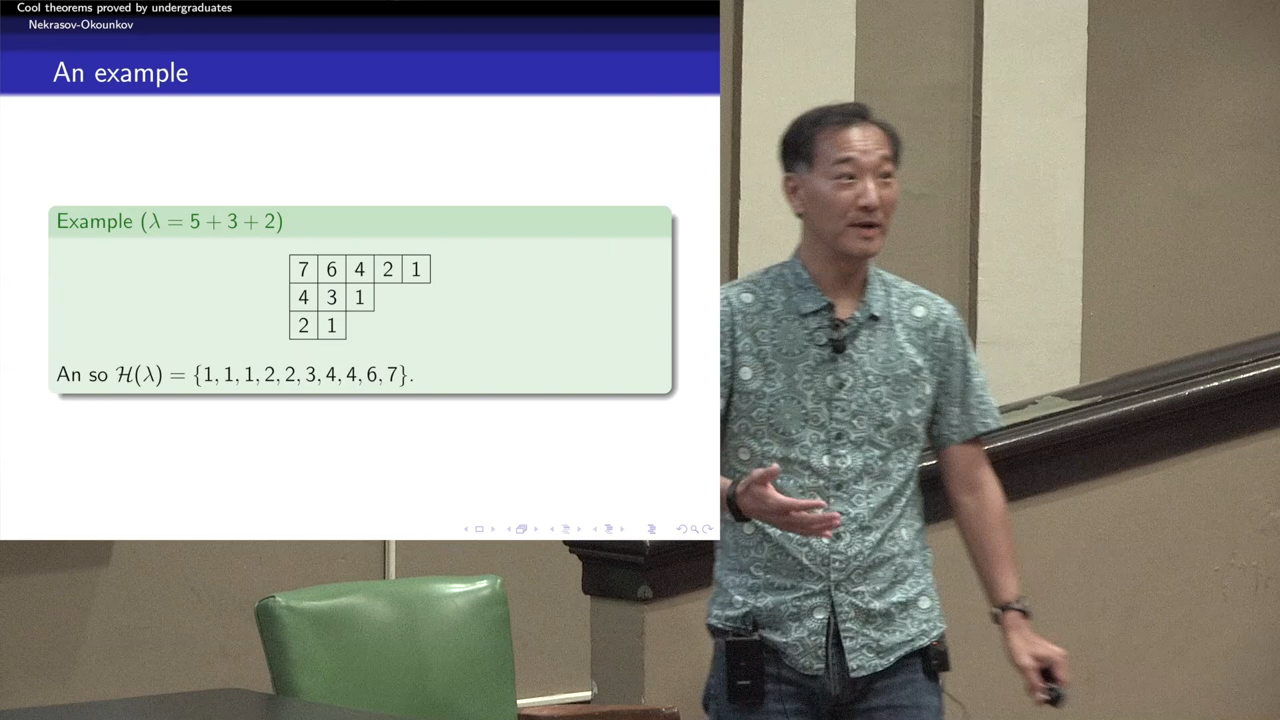 Cool theorems proved by undergraduates
Nekrasov-Okounkov
An example
Example (λ = 5 + 3 + 2)
7 6 4 2 1
4 3 1
2 1
An so ℋ(λ) = {1, 1, 1, 2, 2, 3, 4, 4, 6, 7}.